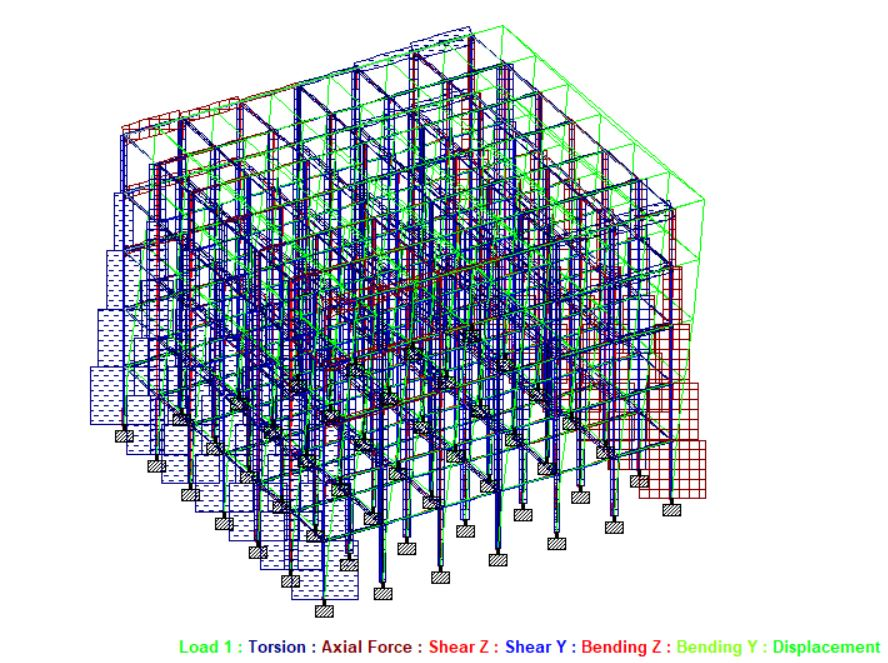 Load 1 : Torsion : Axial Force : Shear Z : Shear Y : Bending Z : Bending Y : Displacement